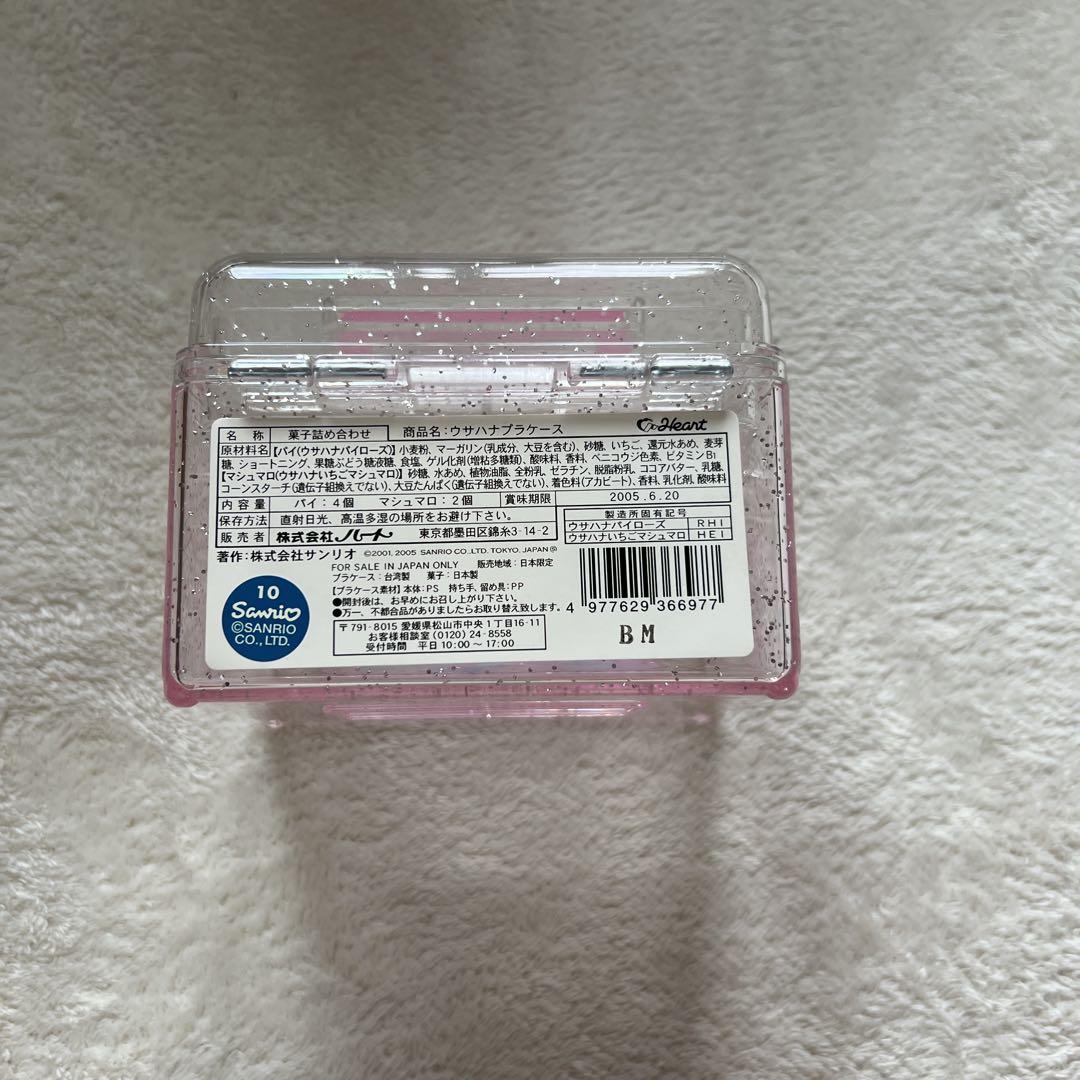 Heart
名称 菓子詰め合わせ 商品名:ウサハナプラケース
原材料名 【パイ(ウサハナパイローズ)】小麦粉、マーガリン(乳成分、大豆を含む)、砂糖、いちご、還元水あめ、麦芽
糖、ショートニング、果糖ぶどう糖液糖、食塩、ゲル化剤(増粘多糖類)、酸味料、香料、ベニコウジ色素、ビタミンB1
【マシュマロ(ウサハナいちごマシュマロ)】砂糖、水あめ、植物油脂、全粉乳、ゼラチン、脱脂粉乳、ココアバター、乳糖、
コーンスターチ(遺伝子組換えでない)、大豆たんぱく(遺伝子組換えでない)、着色料(アカビート)、香料、乳化剤、酸味料
内容量 パイ:4個 マシュマロ:2個 賞味期限 2005.6.20
保存方法 直射日光、高温多湿の場所をお避け下さい。
販売者 株式会社ハート 東京都墨田区錦糸3-14-2
製造所固有記号
ウサハナパイローズ RHI
ウサハナいちごマシュマロ HEI
著作:株式会社サンリオ ©2001, 2005 SANRIO CO.,LTD. TOKYO, JAPAN Ⓡ
FOR SALE IN JAPAN ONLY 販売地域:日本限定
プラケース:台湾製 菓子:日本製
【プラケース素材】本体:PS 持ち手、留め具:PP
●開封後は、お早めにお召し上がり下さい。
●万一、不都合品がありましたらお取り替え致します。
〒791-8015 愛媛県松山市中央1丁目16-11
お客様相談室(0120)24-8558
受付時間 平日10:00~17:00
10
Sanrio
©SANRIO
CO., LTD.
4 977629 366977
BM